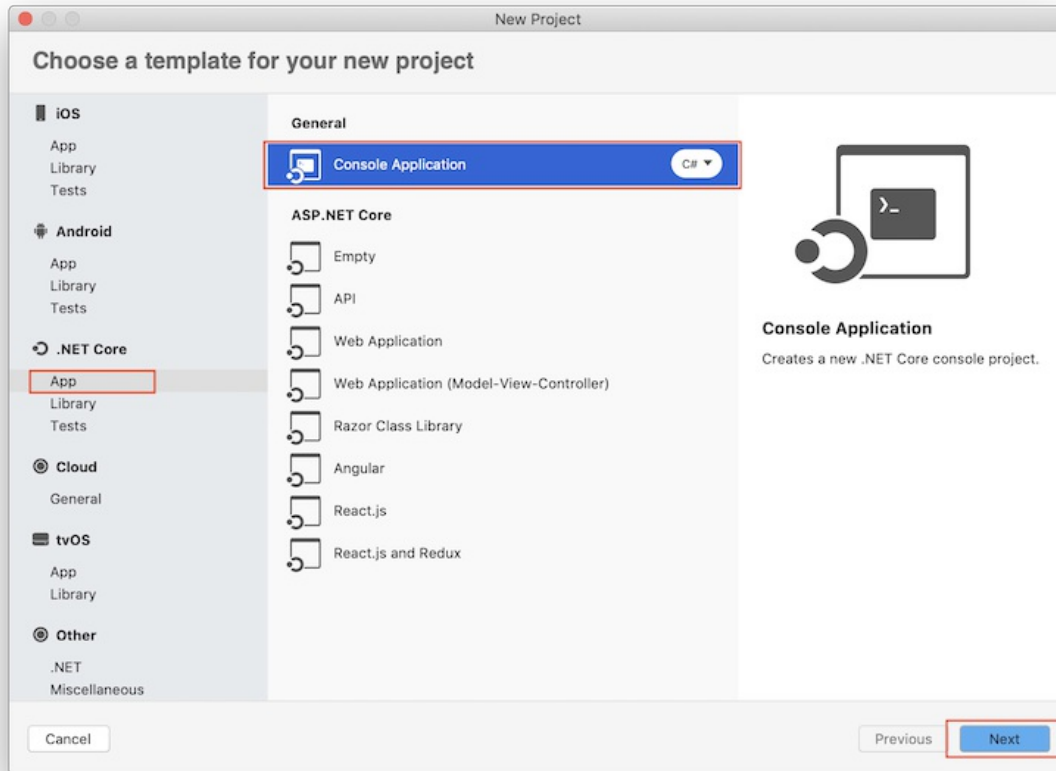 New Project
Choose a template for your new project
iOS
App
Library
Tests
Android
App
Library
Tests
.NET Core
App
Library
Tests
Cloud
General
tvOS
App
Library
Other
.NET
Miscellaneous
General
Console Application
C#
ASP.NET Core
Empty
API
Web Application
Web Application (Model-View-Controller)
Razor Class Library
Angular
React.js
React.js and Redux
Console Application
Creates a new .NET Core console project.
Cancel
Previous
Next